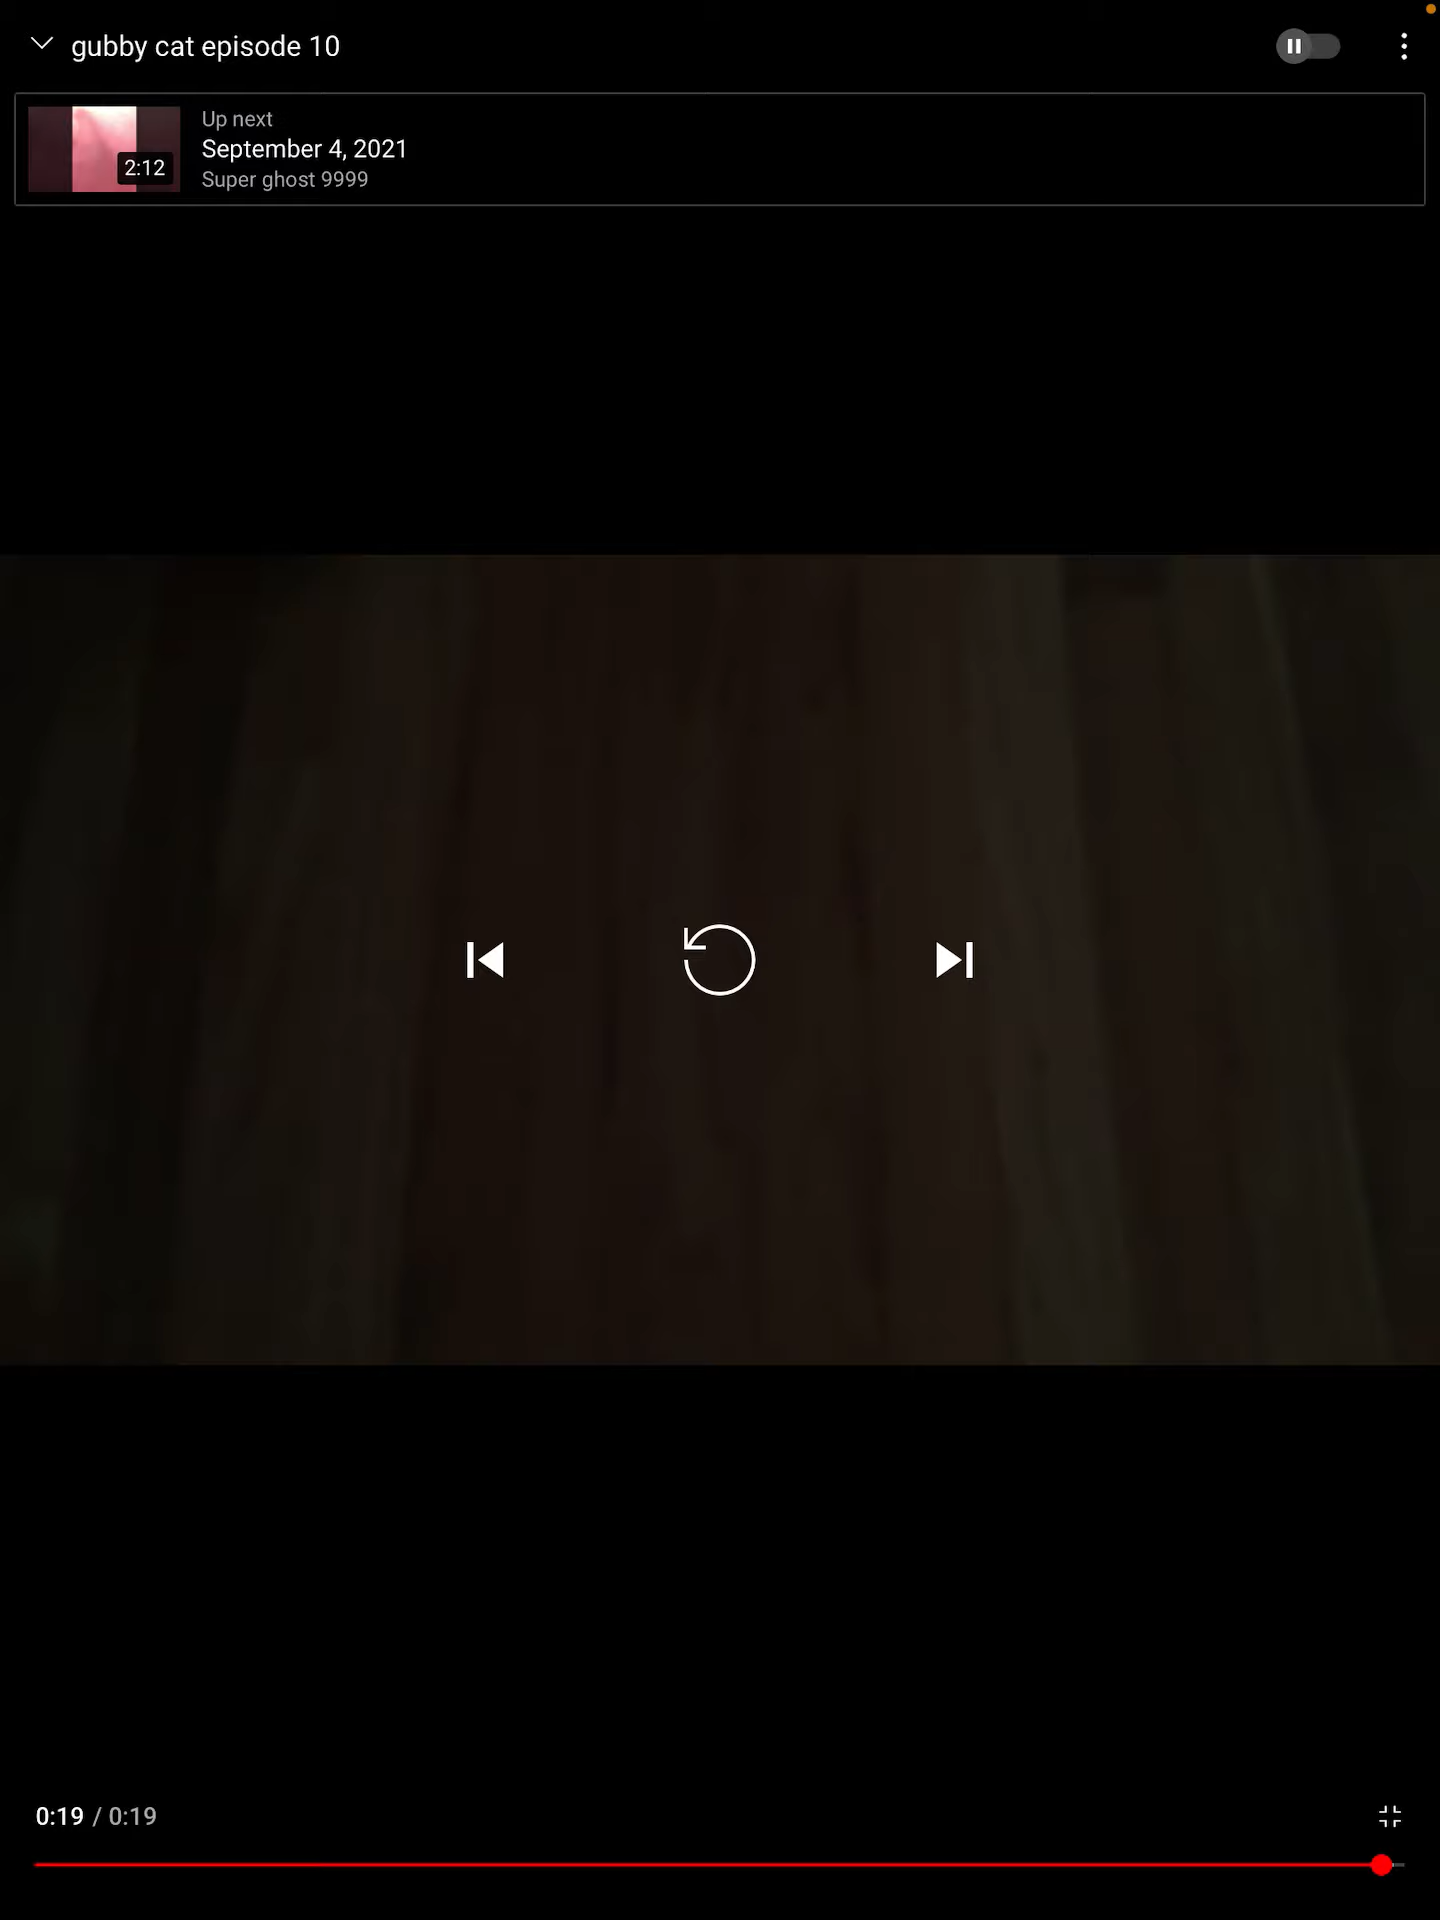 gubby cat episode 10
2:12
Up next
September 4, 2021
Super ghost 9999
0:19 / 0:19